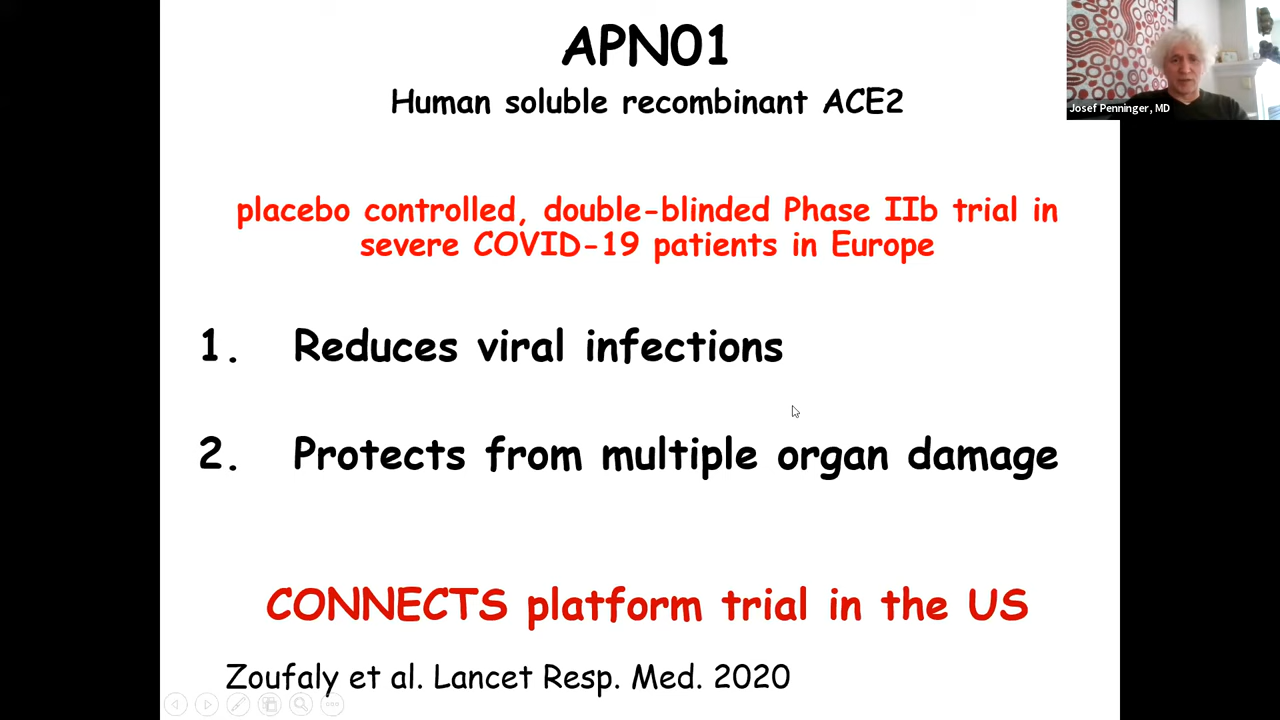 APN01
Human soluble recombinant ACE2
Josef Penninger, MD
placebo controlled, double-blinded Phase IIb trial in
severe COVID-19 patients in Europe
1. Reduces viral infections
2. Protects from multiple organ damage
CONNECTS platform trial in the US
Zoufaly et al. Lancet Resp. Med. 2020